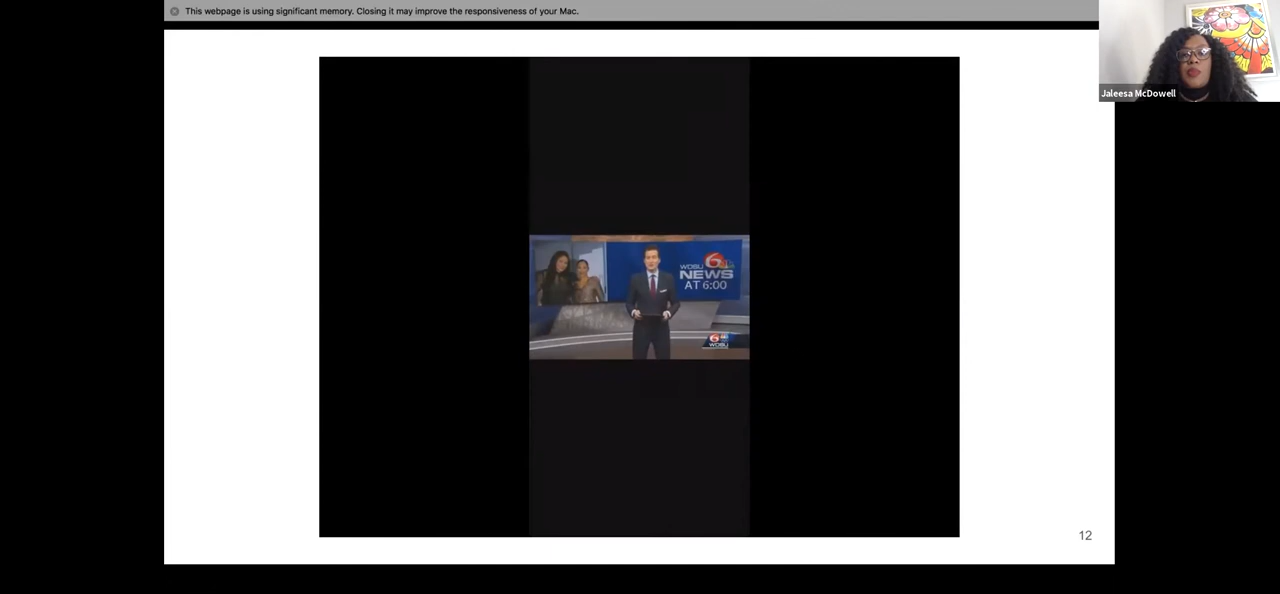 This webpage is using significant memory. Closing it may improve the responsiveness of your Mac.
Jaleesa McDowell
6
WDSU
NEWS
AT 6:00
6
WDSU
12